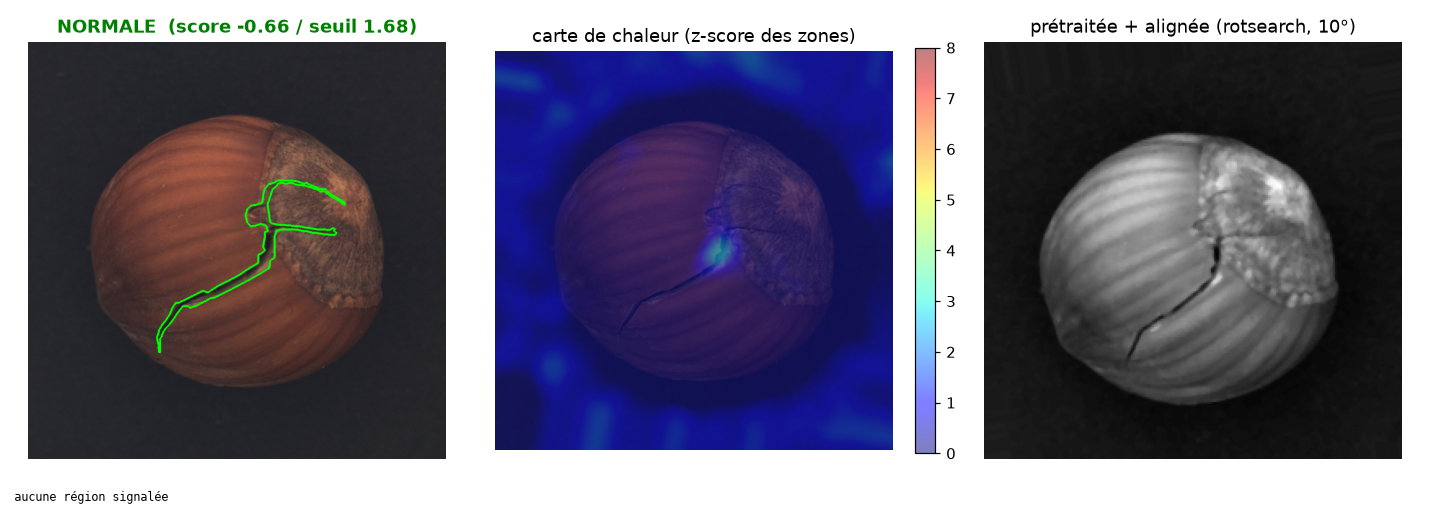 NORMALE  (score -0.66 / seuil 1.68)
carte de chaleur (z-score des zones)
prétraitée + alignée (rotsearch, 10°)
8
7
6
5
4
3
2
1
0
aucune région signalée